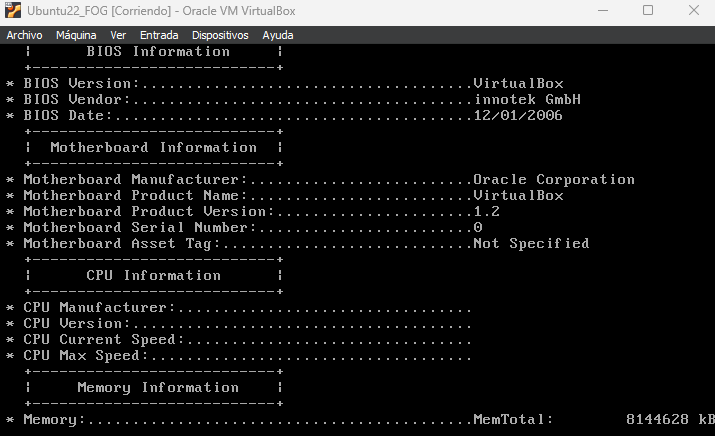 Ubuntu22_FOG [Corriendo] - Oracle VM VirtualBox
Archivo Máquina Ver Entrada Dispositivos Ayuda
| BIOS Information |
+---------------------------+
* BIOS Version:.....................................VirtualBox
* BIOS Vendor:......................................innotek GmbH
* BIOS Date:........................................12/01/2006
+---------------------------+
| Motherboard Information |
+---------------------------+
* Motherboard Manufacturer:.........................Oracle Corporation
* Motherboard Product Name:.........................VirtualBox
* Motherboard Product Version:......................1.2
* Motherboard Serial Number:........................0
* Motherboard Asset Tag:............................Not Specified
+---------------------------+
| CPU Information |
+---------------------------+
* CPU Manufacturer:.................................
* CPU Version:......................................
* CPU Current Speed:................................
* CPU Max Speed:....................................
+---------------------------+
| Memory Information |
+---------------------------+
* Memory:...........................................MemTotal: 8144628 kB